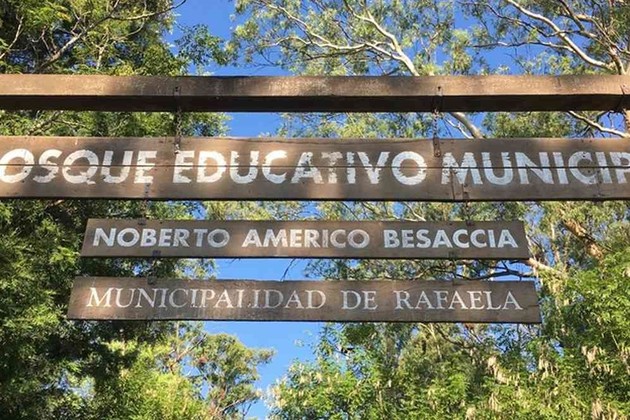 OSQUE EDUCATIVO MUNICIP
NOBERTO AMERICO BESACCIA
MUNICIPALIDAD DE RAFAELA